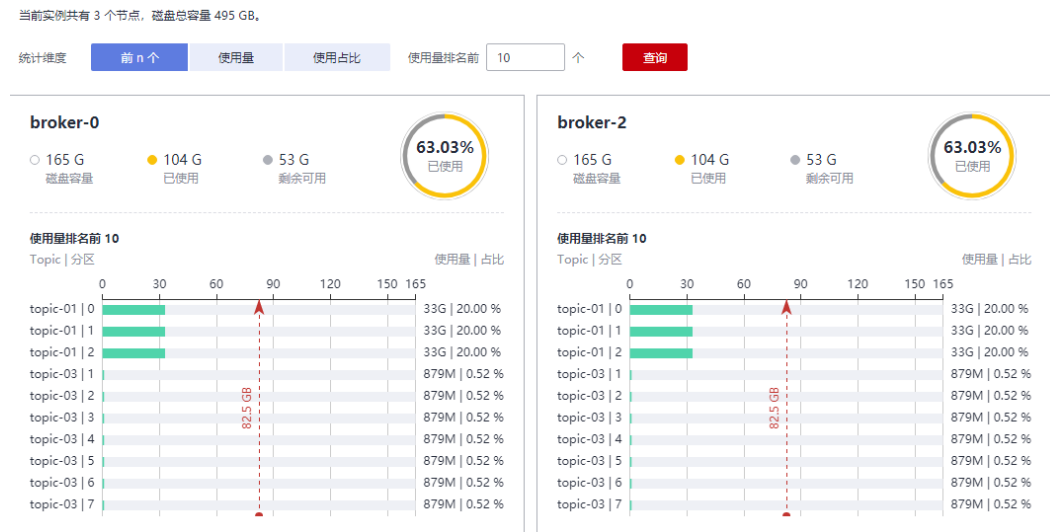 当前实例共有 3 个节点，磁盘总容量 495 GB。
统计维度 前 n 个 使用量 使用占比 使用量排名前 10 个 查询
broker-0
63.03%
已使用
165 G 104 G 53 G
磁盘容量 已使用 剩余可用
使用量排名前 10
Topic | 分区 使用量 | 占比
0 30 60 90 120 150 165
topic-01 | 0 33G | 20.00 %
topic-01 | 1 33G | 20.00 %
topic-01 | 2 33G | 20.00 %
topic-03 | 1 879M | 0.52 %
topic-03 | 2 879M | 0.52 %
topic-03 | 3 879M | 0.52 %
topic-03 | 4 879M | 0.52 %
topic-03 | 5 879M | 0.52 %
topic-03 | 6 879M | 0.52 %
topic-03 | 7 879M | 0.52 %
82.5 GB
broker-2
63.03%
已使用
165 G 104 G 53 G
磁盘容量 已使用 剩余可用
使用量排名前 10
Topic | 分区 使用量 | 占比
0 30 60 90 120 150 165
topic-01 | 0 33G | 20.00 %
topic-01 | 1 33G | 20.00 %
topic-01 | 2 33G | 20.00 %
topic-03 | 1 879M | 0.52 %
topic-03 | 2 879M | 0.52 %
topic-03 | 3 879M | 0.52 %
topic-03 | 4 879M | 0.52 %
topic-03 | 5 879M | 0.52 %
topic-03 | 6 879M | 0.52 %
topic-03 | 7 879M | 0.52 %
82.5 GB